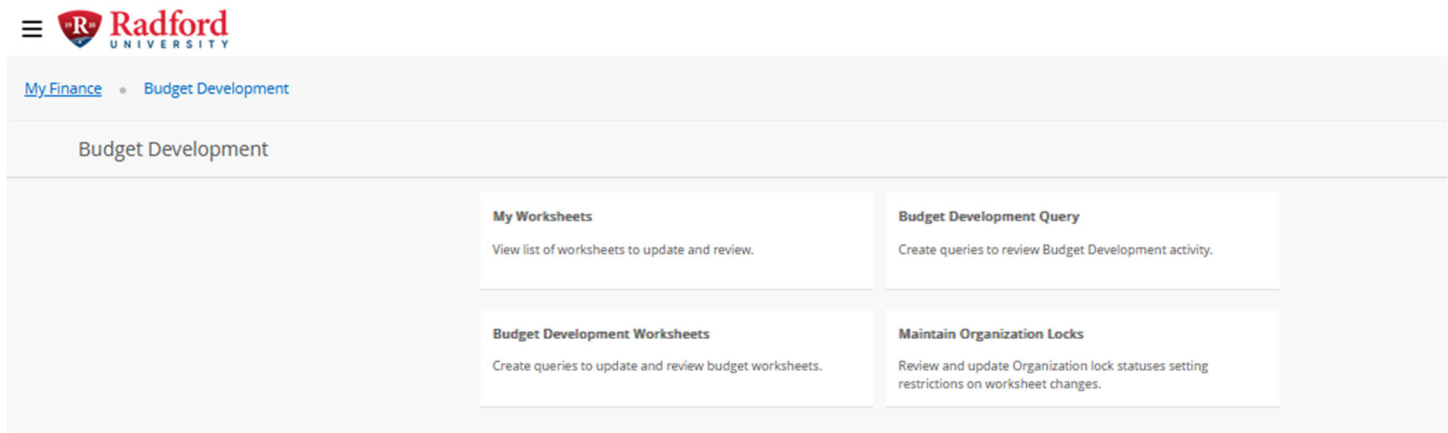 Radford
UNIVERSITY
My Finance • Budget Development
Budget Development
My Worksheets
View list of worksheets to update and review.
Budget Development Query
Create queries to review Budget Development activity.
Budget Development Worksheets
Create queries to update and review budget worksheets.
Maintain Organization Locks
Review and update Organization lock statuses setting
restrictions on worksheet changes.